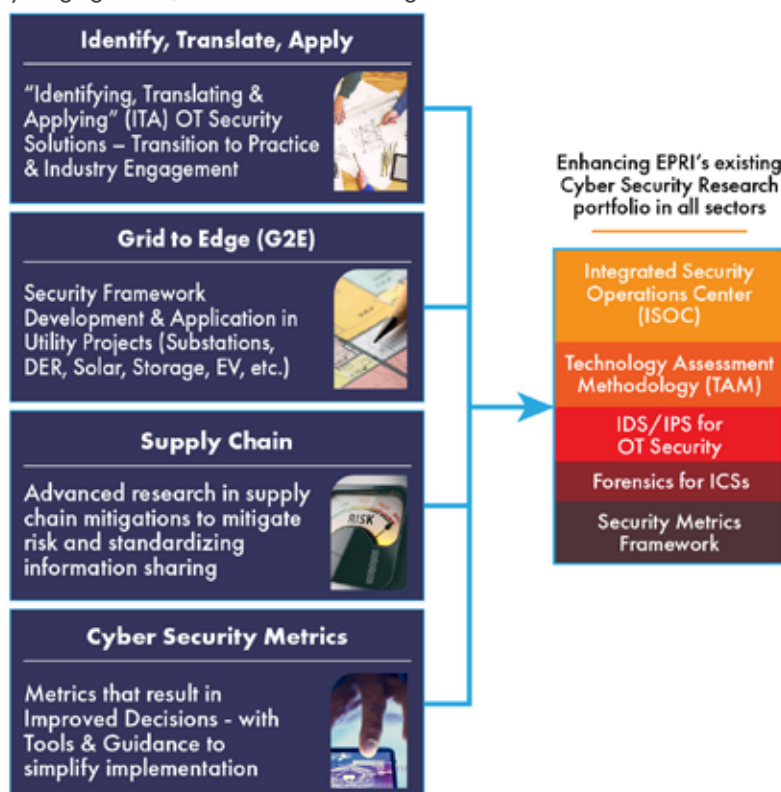 Identify, Translate, Apply
“Identifying, Translating &
Applying” (ITA) OT Security
Solutions – Transition to Practice
& Industry Engagement
Grid to Edge (G2E)
Security Framework
Development & Application in
Utility Projects (Substations,
DER, Solar, Storage, EV, etc.)
Supply Chain
Advanced research in supply
chain mitigations to mitigate
risk and standardizing
information sharing
RISK
Cyber Security Metrics
Metrics that result in
Improved Decisions - with
Tools & Guidance to
simplify implementation
Enhancing EPRI’s existing
Cyber Security Research
portfolio in all sectors
Integrated Security
Operations Center
(ISOC)
Technology Assessment
Methodology (TAM)
IDS/IPS for
OT Security
Forensics for ICSs
Security Metrics
Framework